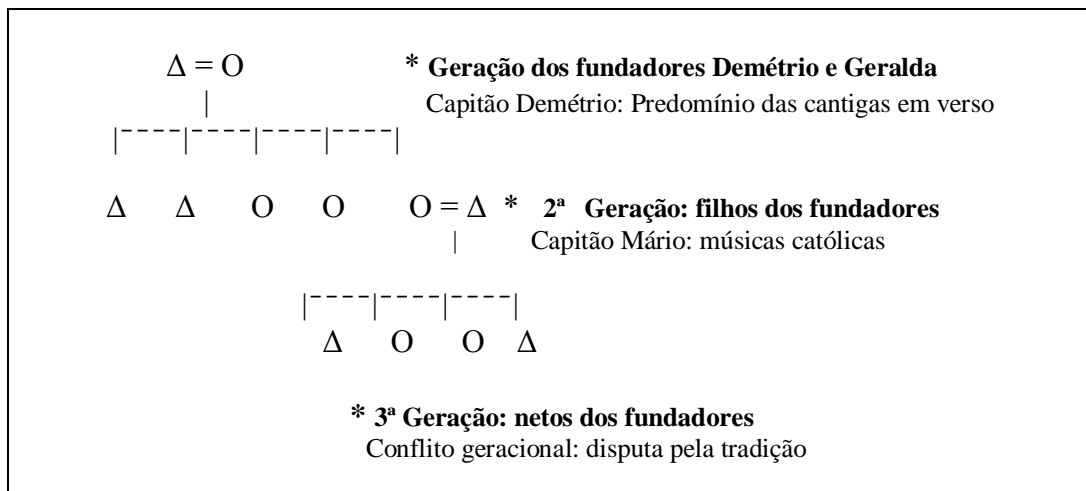 Δ = O * Geração dos fundadores Demétrio e Geralda
| Capitão Demétrio: Predomínio das cantigas em verso
|----|----|----|----|
Δ Δ O O O = Δ * 2ª Geração: filhos dos fundadores
| Capitão Mário: músicas católicas
|----|----|----|
Δ O O Δ
* 3ª Geração: netos dos fundadores
Conflito geracional: disputa pela tradição